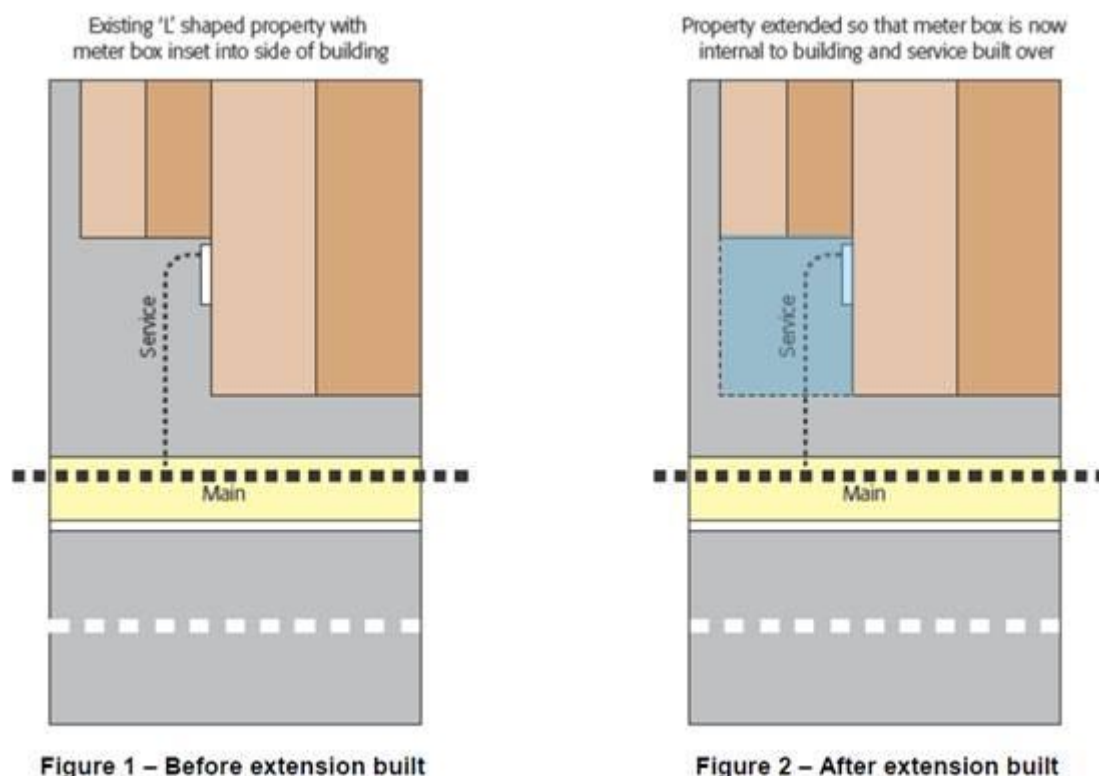 Existing 'L' shaped property with
meter box inset into side of building
Service
Main
Figure 1 – Before extension built
Property extended so that meter box is now
internal to building and service built over
Service
Main
Figure 2 – After extension built